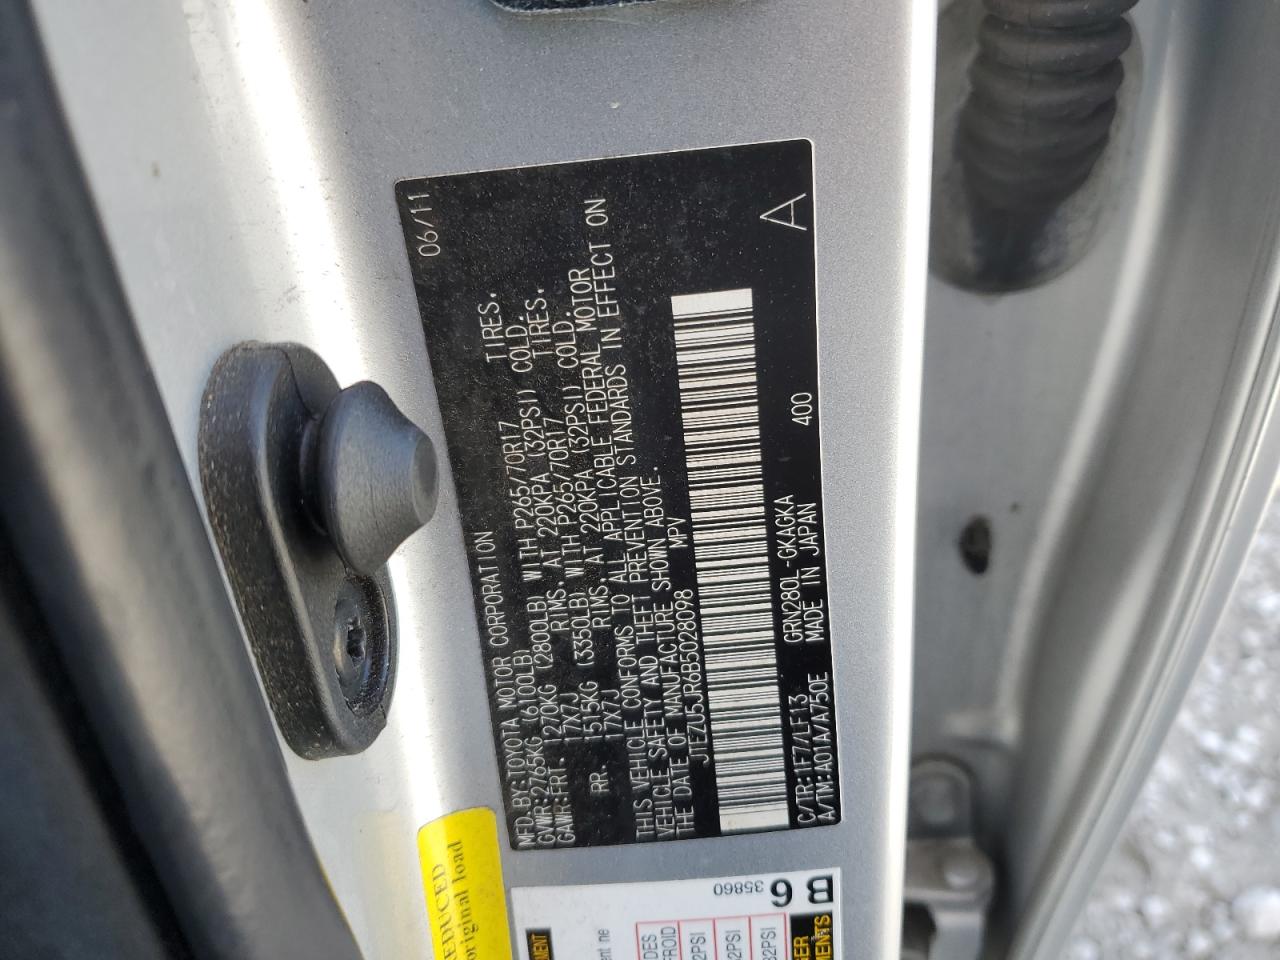 06/11
MFD.BY:TOYOTA MOTOR CORPORATION
GVWR:2765KG (6100LB)
GAWR:FRT. 1270KG (2800LB) WITH P265/70R17 TIRES.
17X7J RIMS, AT 220KPA (32PSI) COLD.
RR. 1515KG (3350LB) WITH P265/70R17 TIRES.
17X7J RIMS, AT 220KPA (32PSI) COLD.
THIS VEHICLE CONFORMS TO ALL APPLICABLE FEDERAL MOTOR
VEHICLE SAFETY AND THEFT PREVENTION STANDARDS IN EFFECT ON
THE DATE OF MANUFACTURE SHOWN ABOVE.
JTEZU5JR6B5028098 MPV
400
A
C/TR:1F7/LF13 GRN280L-GKAGKA
A/TM:A01A/A750E MADE IN JAPAN
REDUCED
original load
B6
35860